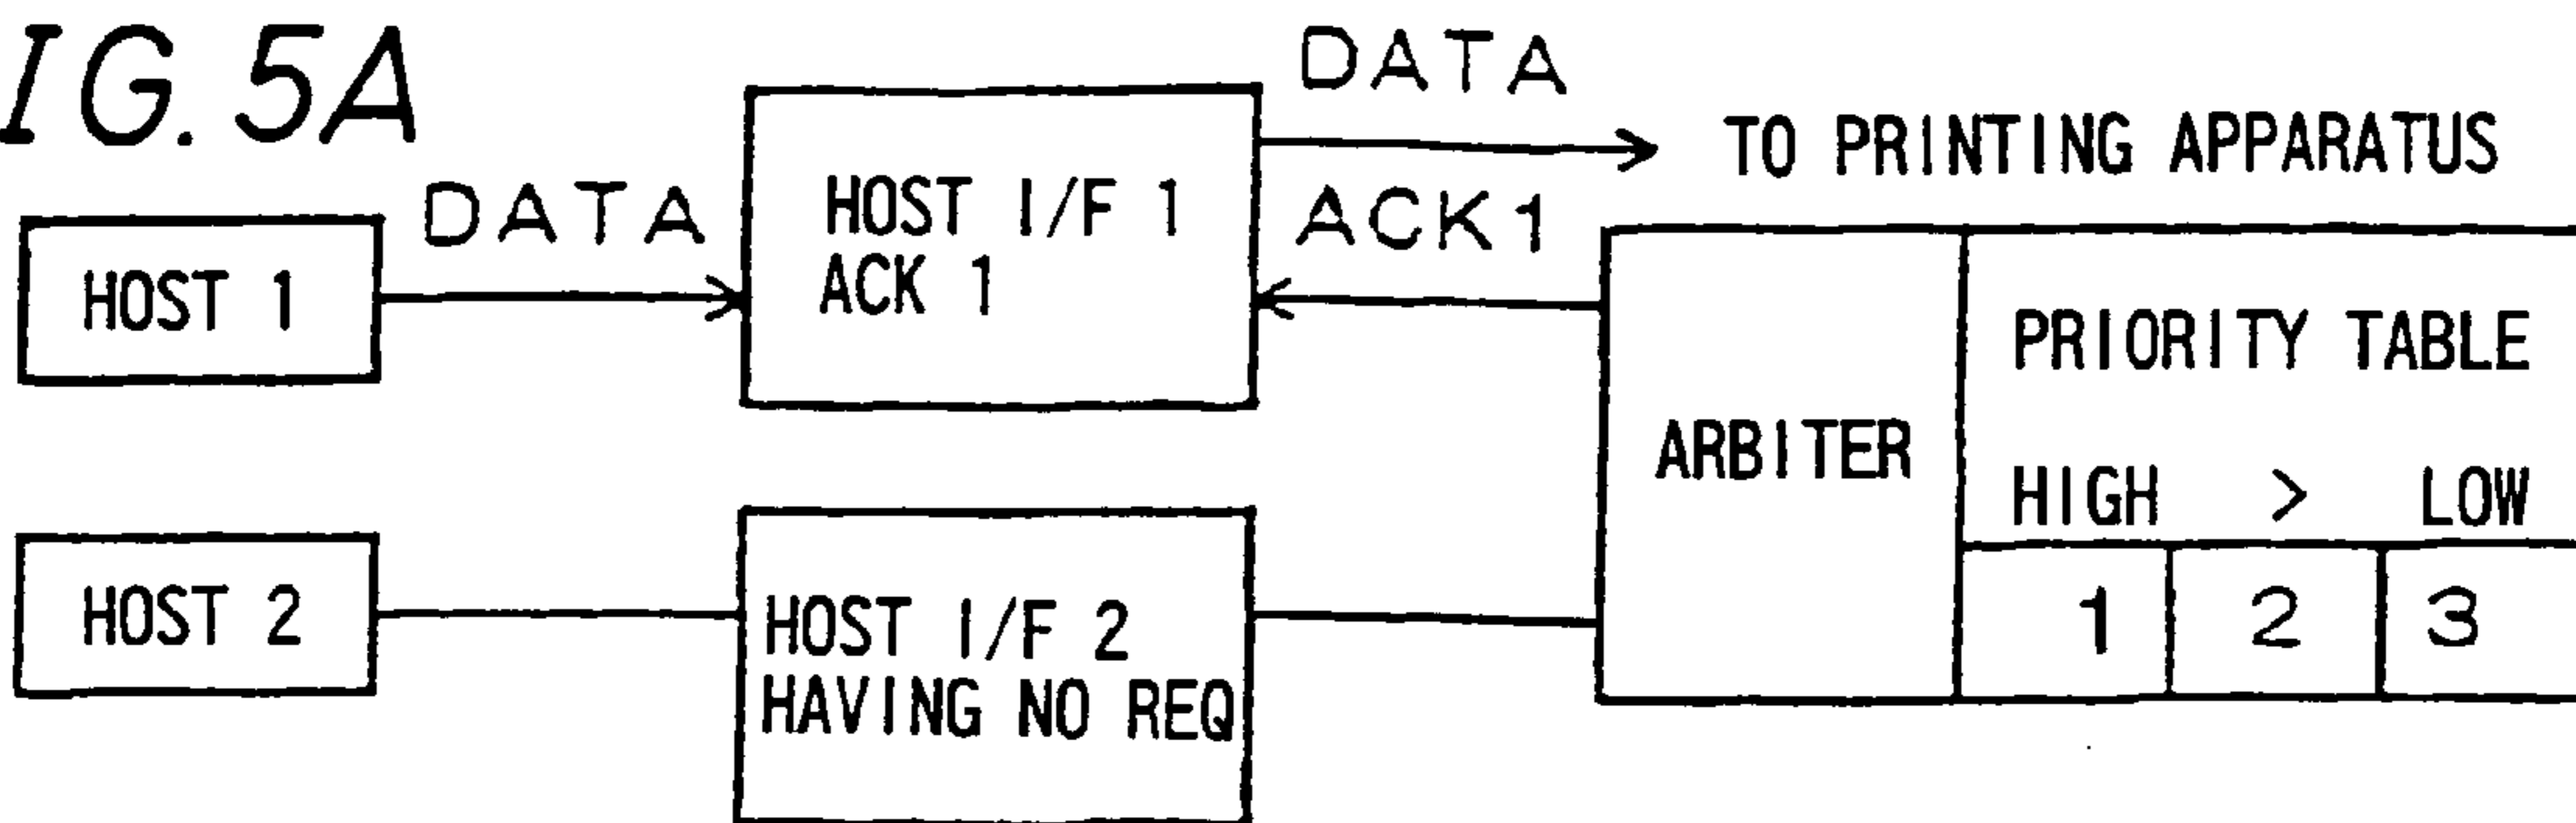 IG. 5A
DATA
TO PRINTING APPARATUS
DATA
HOST I/F 1
ACK 1
ACK1
HOST 1
PRIORITY TABLE
ARBITER
HIGH > LOW
HOST 2
HOST I/F 2
HAVING NO REQ
1 2 3